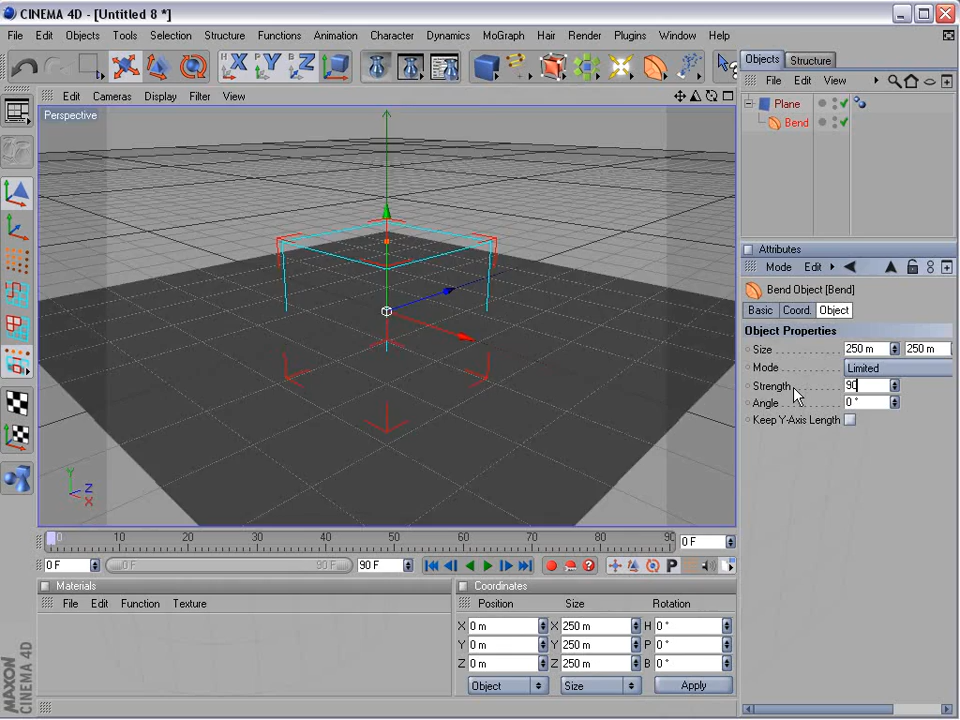 CINEMA 4D - [Untitled 8 *]
File Edit Objects Tools Selection Structure Functions Animation Character Dynamics MoGraph Hair Render Plugins Window Help
X Y Z
Objects Structure
File Edit View
Edit Cameras Display Filter View
Perspective
Plane
Bend
Attributes
Mode Edit
Bend Object [Bend]
Basic Coord. Object
Object Properties
Size 250 m 250 m
Mode Limited
Strength 90
Angle 0 °
Keep Y-Axis Length
Y
Z
X
0 10 20 30 40 50 60 70 80 90 0 F
0 F 0 F 90 F 90 F P
Materials
File Edit Function Texture
Coordinates
Position Size Rotation
X 0 m X 250 m H 0 °
Y 0 m Y 250 m P 0 °
Z 0 m Z 250 m B 0 °
Object Size Apply
MAXON
CINEMA 4D